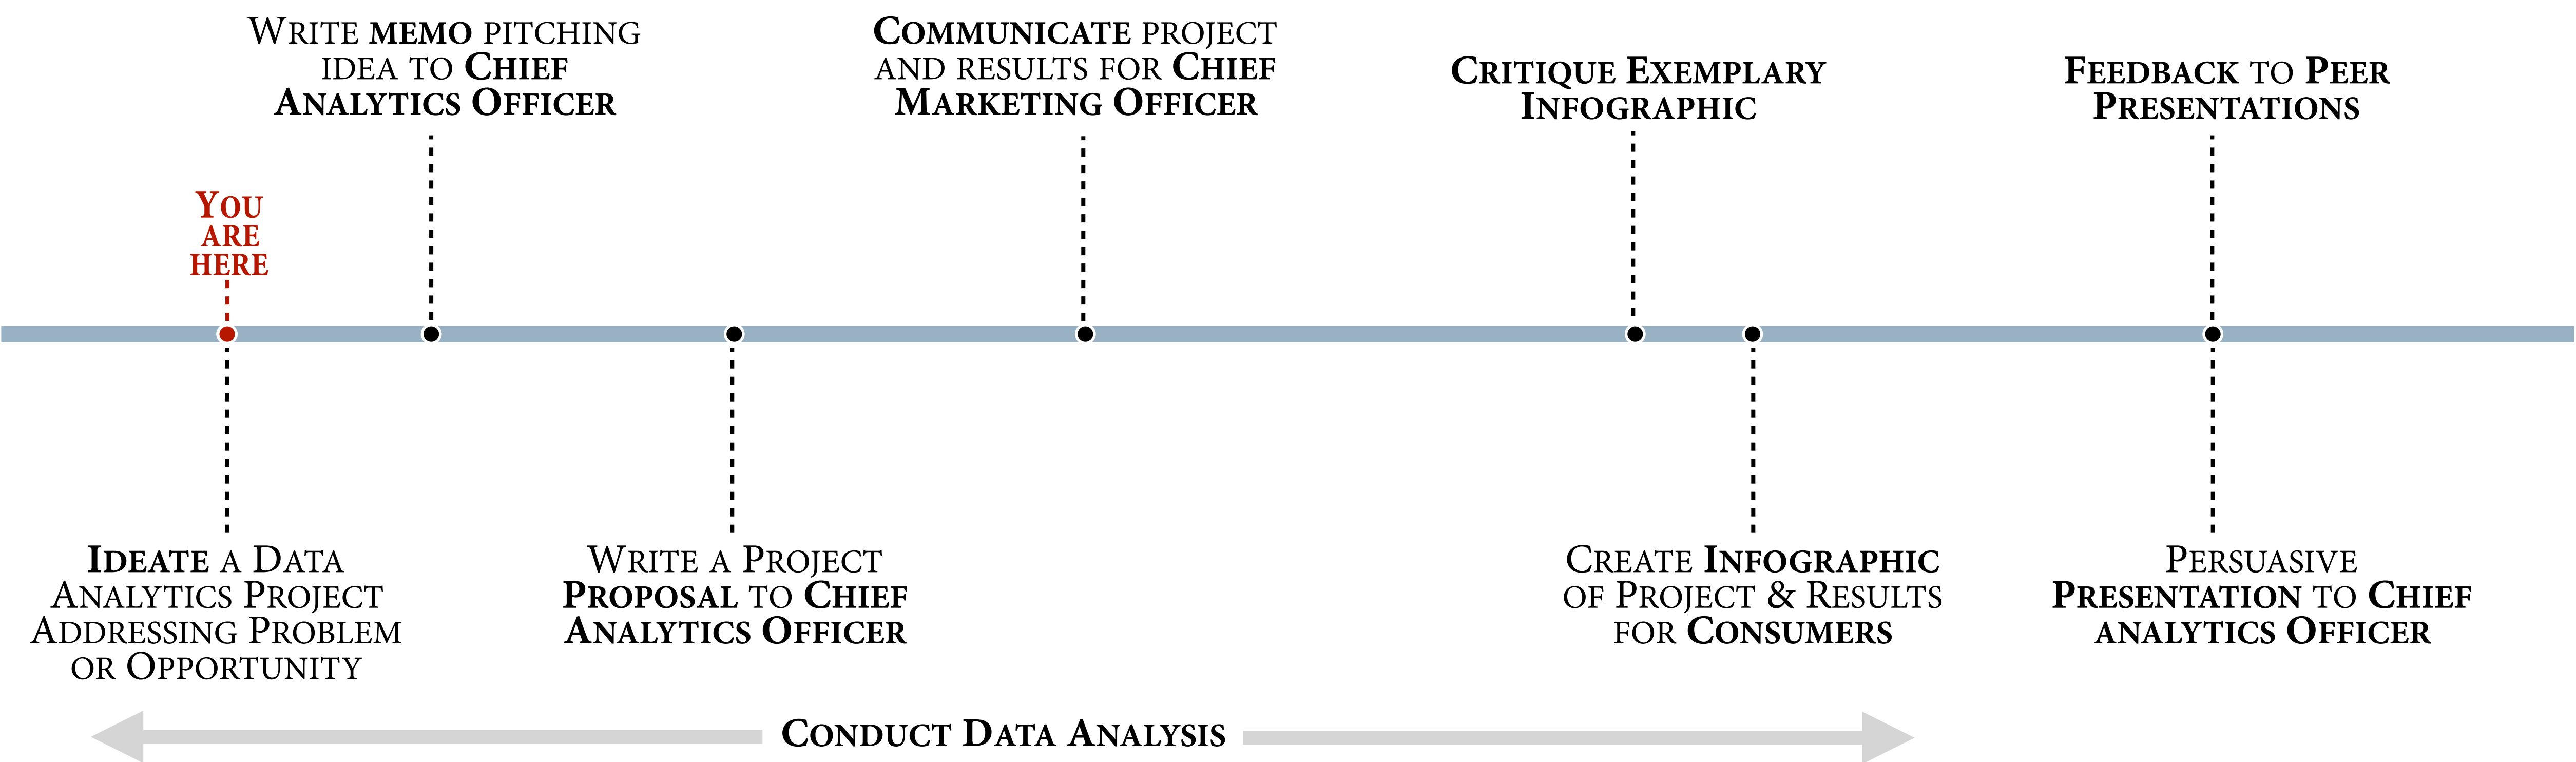 Write memo pitching
idea to Chief
Analytics Officer
Communicate project
and results for Chief
Marketing Officer
Critique Exemplary
Infographic
Feedback to Peer
Presentations
You
are
here
Ideate a Data
Analytics Project
Addressing Problem
or Opportunity
Write a Project
Proposal to Chief
Analytics Officer
Create Infographic
of Project & Results
for Consumers
Persuasive
Presentation to Chief
analytics Officer
Conduct Data Analysis